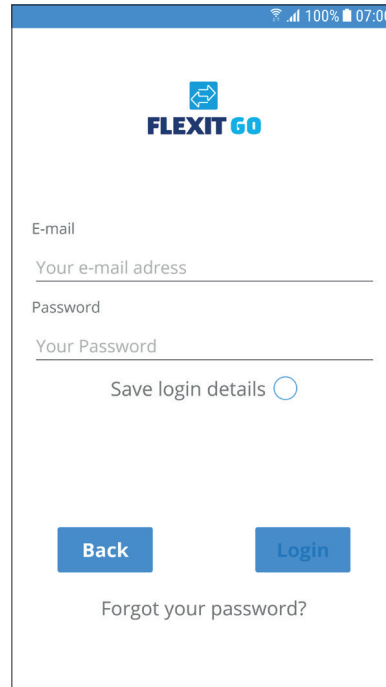 100% 07:00
FLEXIT GO
E-mail
Your e-mail adress
Password
Your Password
Save login details
Back Login
Forgot your password?